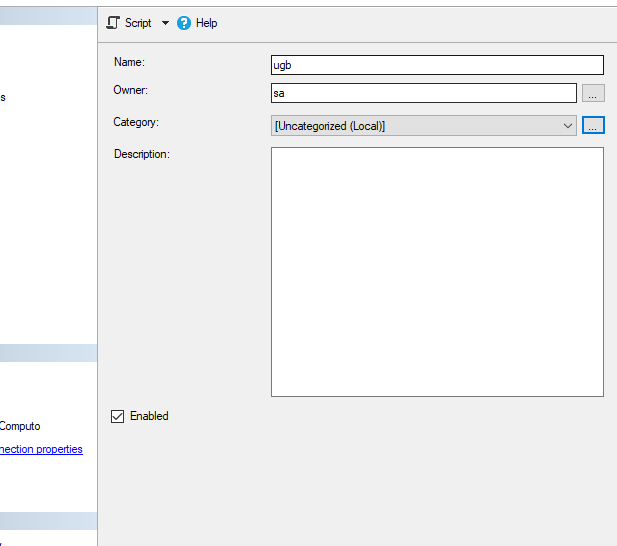 Script Help
Name: ugb
s
Owner: sa ...
Category: [Uncategorized (Local)] ...
Description:
Enabled
Computo
nection properties